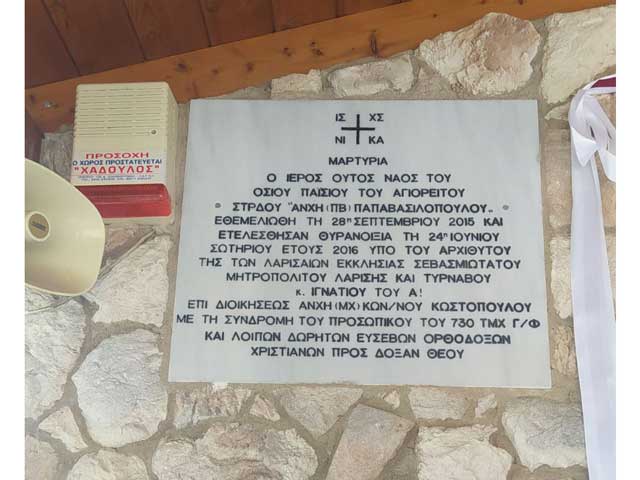 ΙΣ ΧΣ
ΝΙ ΚΑ
ΜΑΡΤΥΡΙΑ
Ο ΙΕΡΟΣ ΟΥΤΟΣ ΝΑΟΣ ΤΟΥ
ΟΣΙΟΥ ΠΑΙΣΙΟΥ ΤΟΥ ΑΓΙΟΡΕΙΤΟΥ
ΣΤΡΔΟΥ "ΑΝΧΗ(ΠΒ)ΠΑΠΑΒΑΣΙΛΟΠΟΥΛΟΥ"
ΕΘΕΜΕΛΙΩΘΗ ΤΗ 28η ΣΕΠΤΕΜΒΡΙΟΥ 2015 ΚΑΙ
ΕΤΕΛΕΣΘΗΣΑΝ ΘΥΡΑΝΟΙΞΙΑ ΤΗ 24η ΙΟΥΝΙΟΥ
ΣΩΤΗΡΙΟΥ ΕΤΟΥΣ 2016 ΥΠΟ ΤΟΥ ΑΡΧΙΘΥΤΟΥ
ΤΗΣ ΤΩΝ ΛΑΡΙΣΑΙΩΝ ΕΚΚΛΗΣΙΑΣ ΣΕΒΑΣΜΙΩΤΑΤΟΥ
ΜΗΤΡΟΠΟΛΙΤΟΥ ΛΑΡΙΣΗΣ ΚΑΙ ΤΥΡΝΑΒΟΥ
κ. ΙΓΝΑΤΙΟΥ ΤΟΥ Α!
ΕΠΙ ΔΙΟΙΚΗΣΕΩΣ ΑΝΧΗ(ΜΧ)ΚΩΝ/ΝΟΥ ΚΩΣΤΟΠΟΥΛΟΥ
ΜΕ ΤΗ ΣΥΝΔΡΟΜΗ ΤΟΥ ΠΡΟΣΩΠΙΚΟΥ ΤΟΥ 730 ΤΜΧ Γ/Φ
ΚΑΙ ΛΟΙΠΩΝ ΔΩΡΗΤΩΝ ΕΥΣΕΒΩΝ ΟΡΘΟΔΟΞΩΝ
ΧΡΙΣΤΙΑΝΩΝ ΠΡΟΣ ΔΟΞΑΝ ΘΕΟΥ
ΠΡΟΣΟΧΗ
Ο ΧΩΡΟΣ ΠΡΟΣΤΑΤΕΥΕΤΑΙ
"ΧΑΔΟΥΛΟΣ"